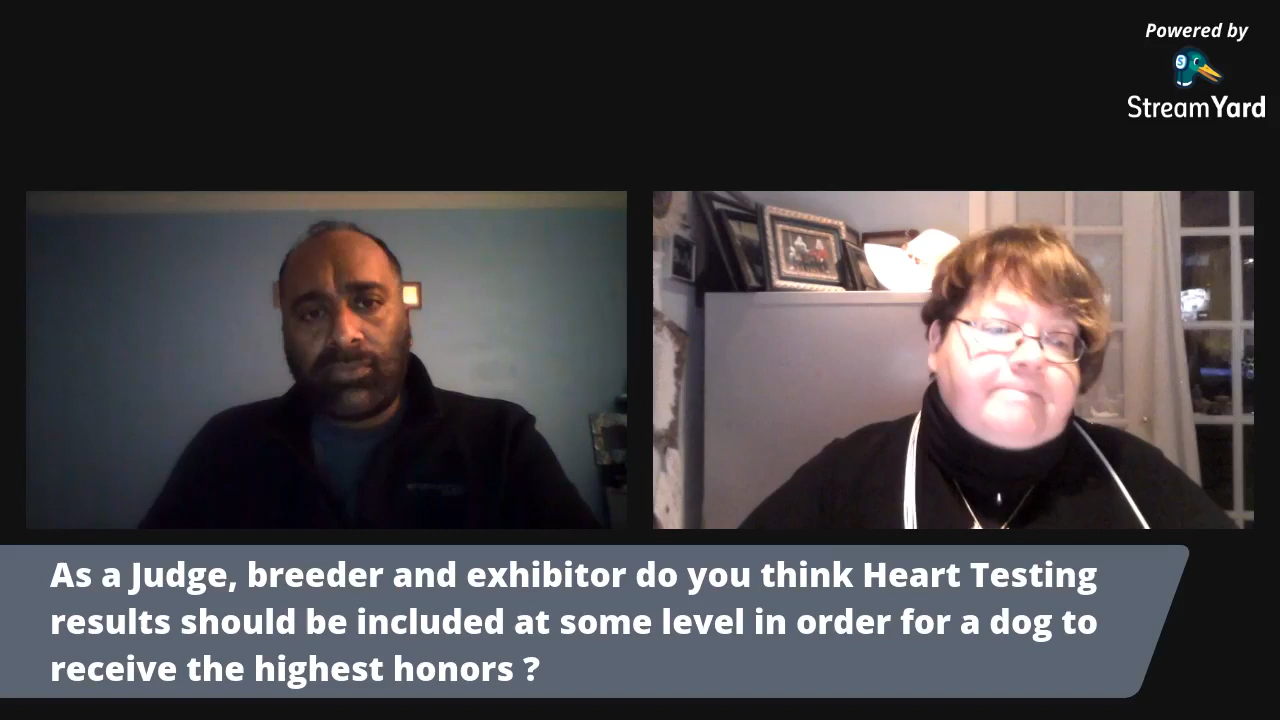 Powered by
StreamYard
As a Judge, breeder and exhibitor do you think Heart Testing
results should be included at some level in order for a dog to
receive the highest honors ?